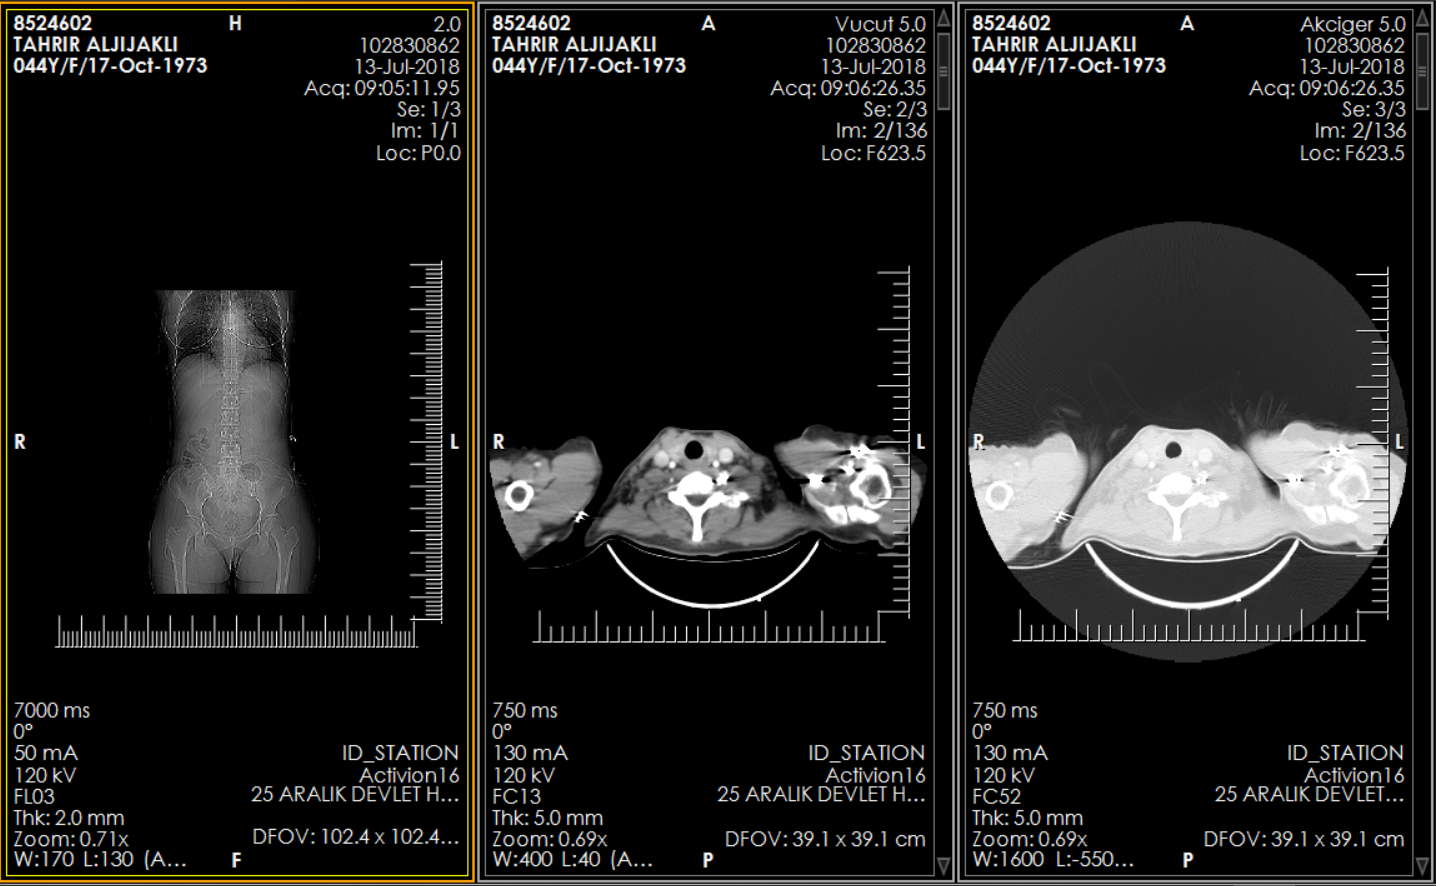 8524602
H
2.0
TAHRIR ALJIJAKLI
102830862
044Y/F/17-Oct-1973
13-Jul-2018
Acq: 09:05:11.95
Se: 1/3
Im: 1/1
Loc: P0.0
R
L
7000 ms
0°
50 mA
ID_STATION
120 kV
Activion16
FL03
25 ARALIK DEVLET H...
Thk: 2.0 mm
Zoom: 0.71x
DFOV: 102.4 x 102.4...
W:170 L:130 (A...
F
8524602
A
Vucut 5.0
TAHRIR ALJIJAKLI
102830862
044Y/F/17-Oct-1973
13-Jul-2018
Acq: 09:06:26.35
Se: 2/3
Im: 2/136
Loc: F623.5
R
L
750 ms
0°
130 mA
ID_STATION
120 kV
Activion16
FC13
25 ARALIK DEVLET H...
Thk: 5.0 mm
Zoom: 0.69x
DFOV: 39.1 x 39.1 cm
W:400 L:40 (A...
P
8524602
A
Akciger 5.0
TAHRIR ALJIJAKLI
102830862
044Y/F/17-Oct-1973
13-Jul-2018
Acq: 09:06:26.35
Se: 3/3
Im: 2/136
Loc: F623.5
R
L
750 ms
0°
130 mA
ID_STATION
120 kV
Activion16
FC52
25 ARALIK DEVLET...
Thk: 5.0 mm
Zoom: 0.69x
DFOV: 39.1 x 39.1 cm
W:1600 L:-550...
P